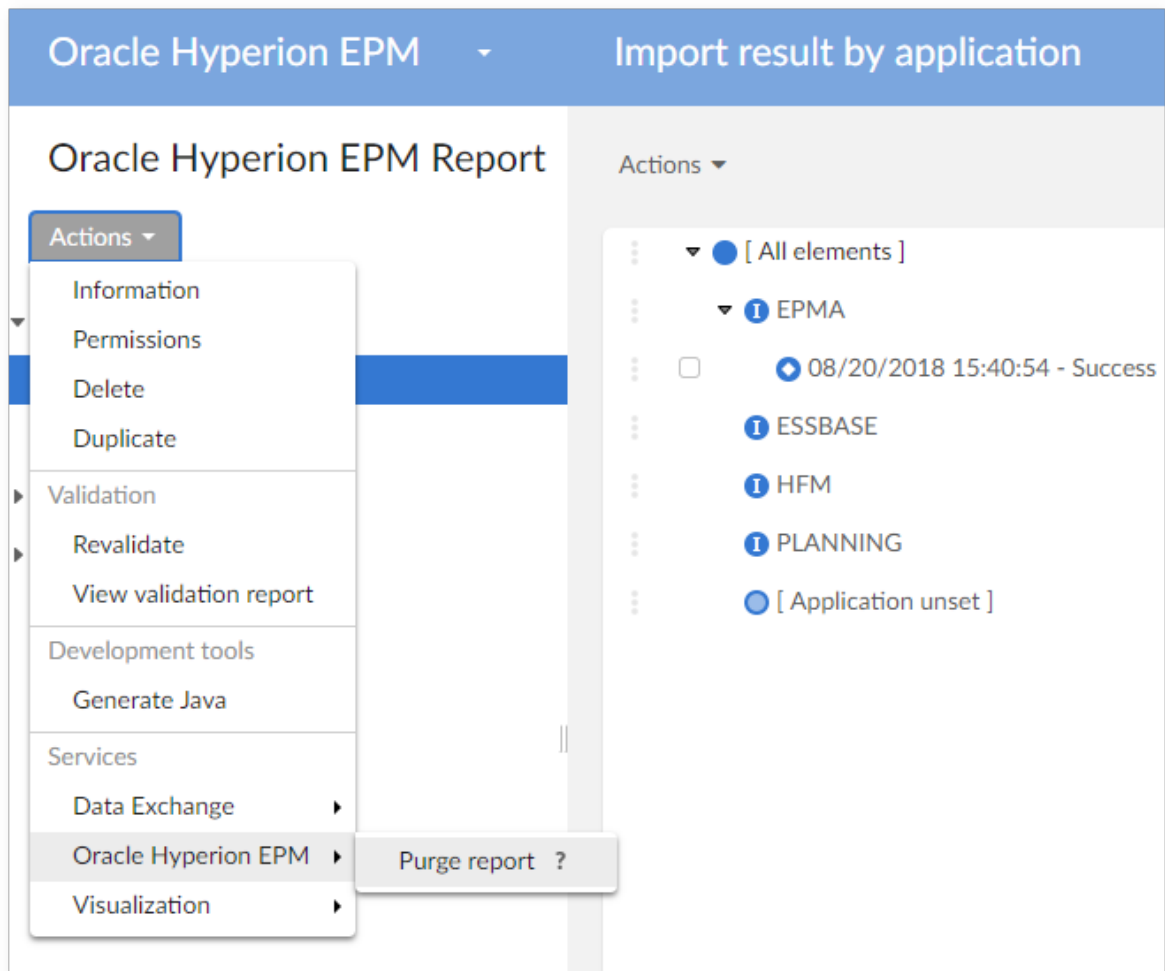 Oracle Hyperion EPM
Import result by application
Oracle Hyperion EPM Report
Actions
Information
Permissions
Delete
Duplicate
Validation
Revalidate
View validation report
Development tools
Generate Java
Services
Data Exchange
Oracle Hyperion EPM
Purge report ?
Visualization
Actions
[ All elements ]
I EPMA
08/20/2018 15:40:54 - Success
I ESSBASE
I HFM
I PLANNING
[ Application unset ]